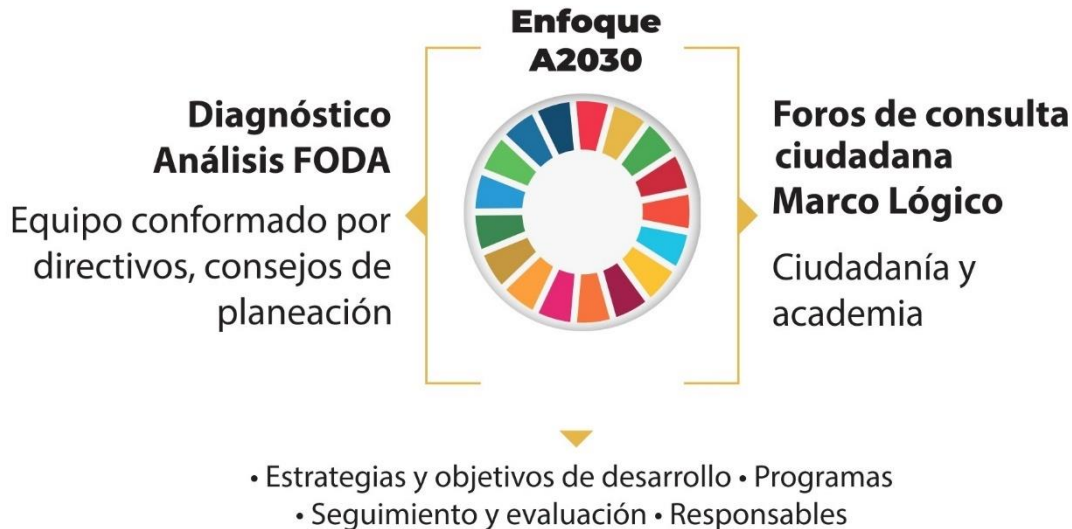 Enfoque
A2030
Diagnóstico
Análisis FODA
Equipo conformado por
directivos, consejos de
planeación
Foros de consulta
ciudadana
Marco Lógico
Ciudadanía y
academia
• Estrategias y objetivos de desarrollo • Programas
• Seguimiento y evaluación • Responsables